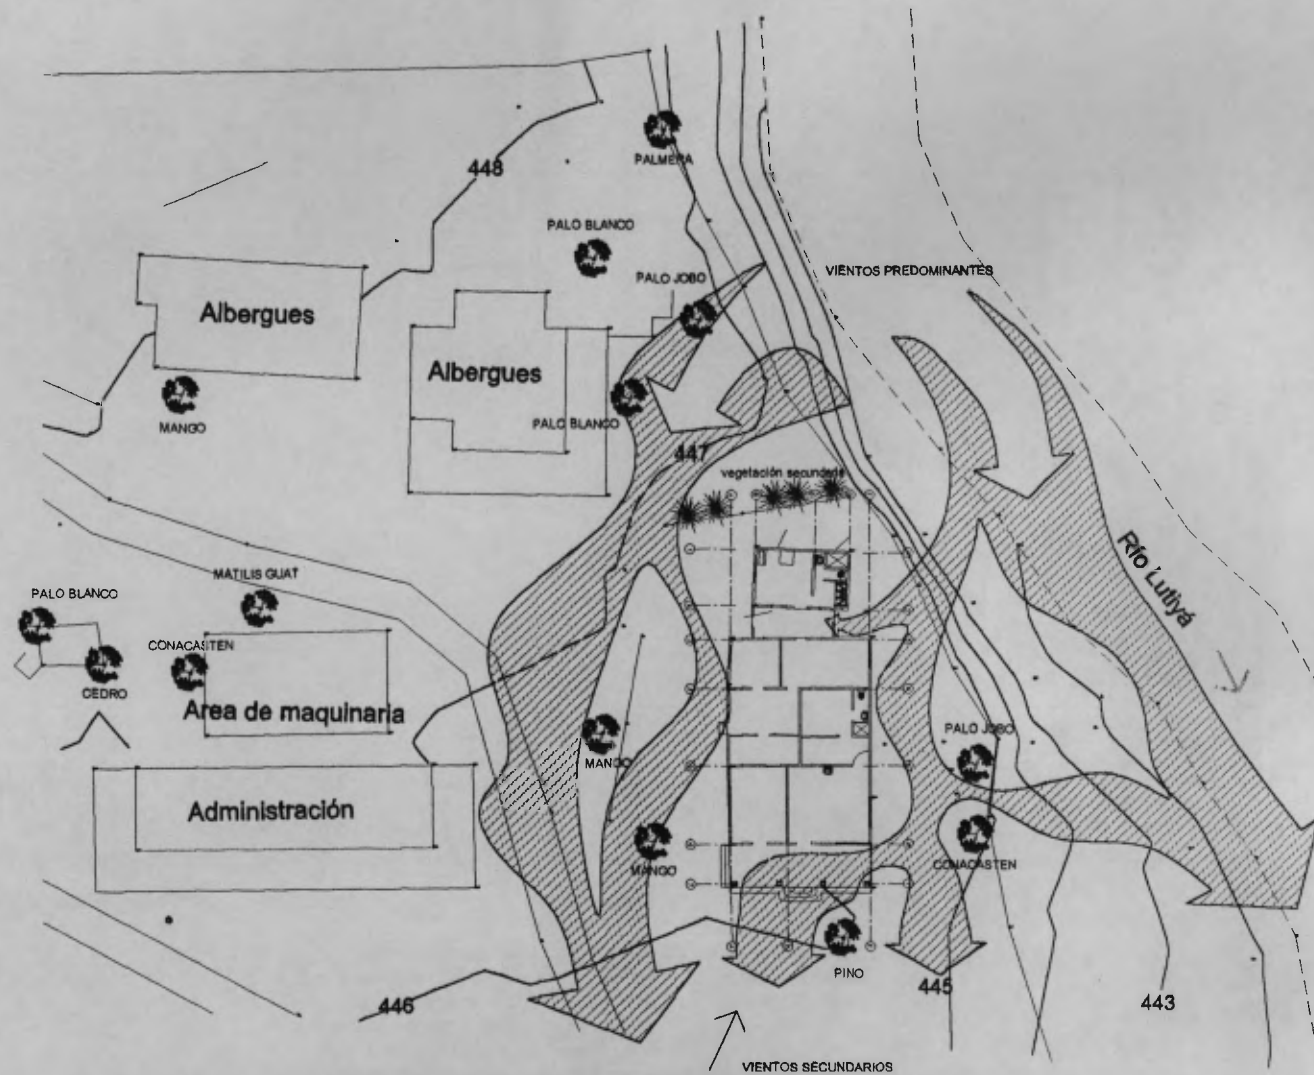 448
PALMERA
PALO BLANCO
PALO JOBO
VIENTOS PREDOMINANTES
Albergues
Albergues
MANGO
PALO BLANCO
447
vegetación secundaria
Río Lutiyá
MATILIS GUAT
PALO BLANCO
CONACASTEN
CEDRO
Area de maquinaria
PALO JOBO
MANGO
Administración
MANGO
CONACASTEN
PINO
446
445
443
VIENTOS SECUNDARIOS